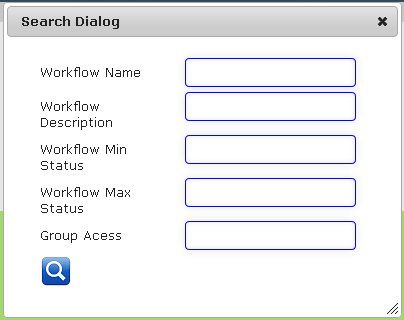 Search Dialog
Workflow Name
Workflow
Description
Workflow Min
Status
Workflow Max
Status
Group Acess